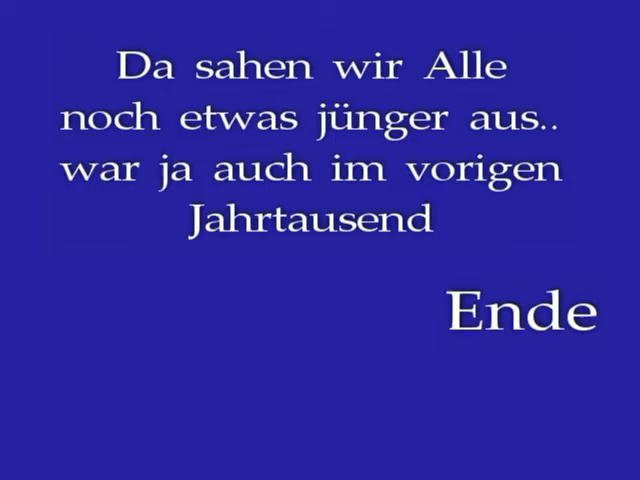 Da sahen wir Alle
noch etwas jünger aus..
war ja auch im vorigen
Jahrtausend
Ende